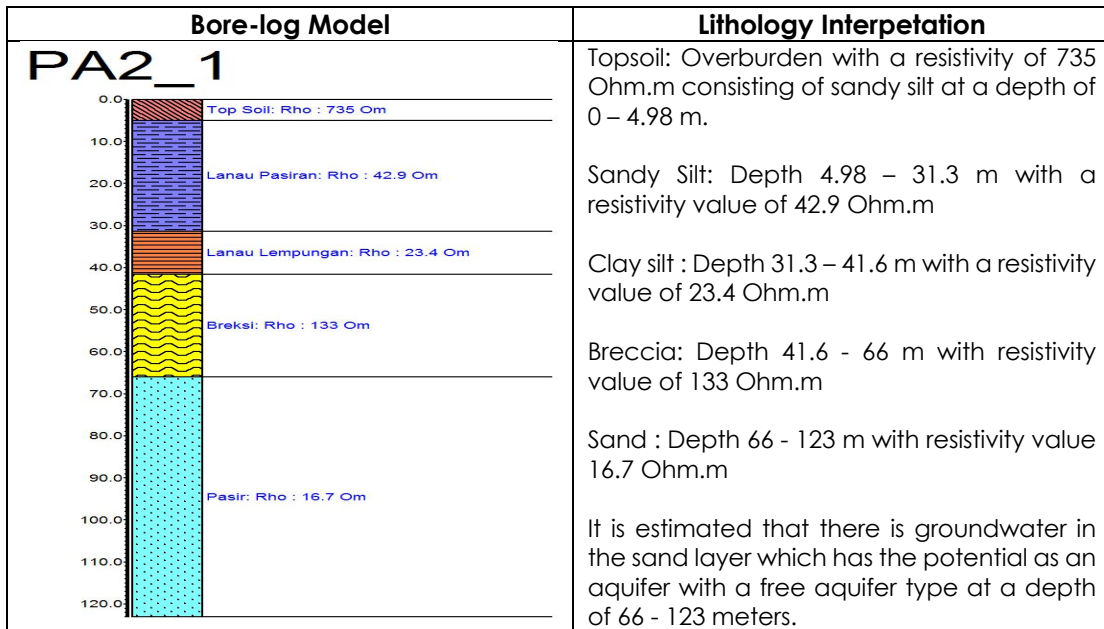 Bore-log Model
Lithology Interpetation
PA2_1
0.0
Top Soil: Rho : 735 Om
10.0
Lanau Pasiran: Rho : 42.9 Om
20.0
30.0
Lanau Lempungan: Rho : 23.4 Om
40.0
50.0
Breksi: Rho : 133 Om
60.0
70.0
80.0
90.0
Pasir: Rho : 16.7 Om
100.0
110.0
120.0
Topsoil: Overburden with a resistivity of 735
Ohm.m consisting of sandy silt at a depth of
0 – 4.98 m.
Sandy Silt: Depth 4.98 – 31.3 m with a
resistivity value of 42.9 Ohm.m
Clay silt : Depth 31.3 – 41.6 m with a resistivity
value of 23.4 Ohm.m
Breccia: Depth 41.6 - 66 m with resistivity
value of 133 Ohm.m
Sand : Depth 66 - 123 m with resistivity value
16.7 Ohm.m
It is estimated that there is groundwater in
the sand layer which has the potential as an
aquifer with a free aquifer type at a depth
of 66 - 123 meters.